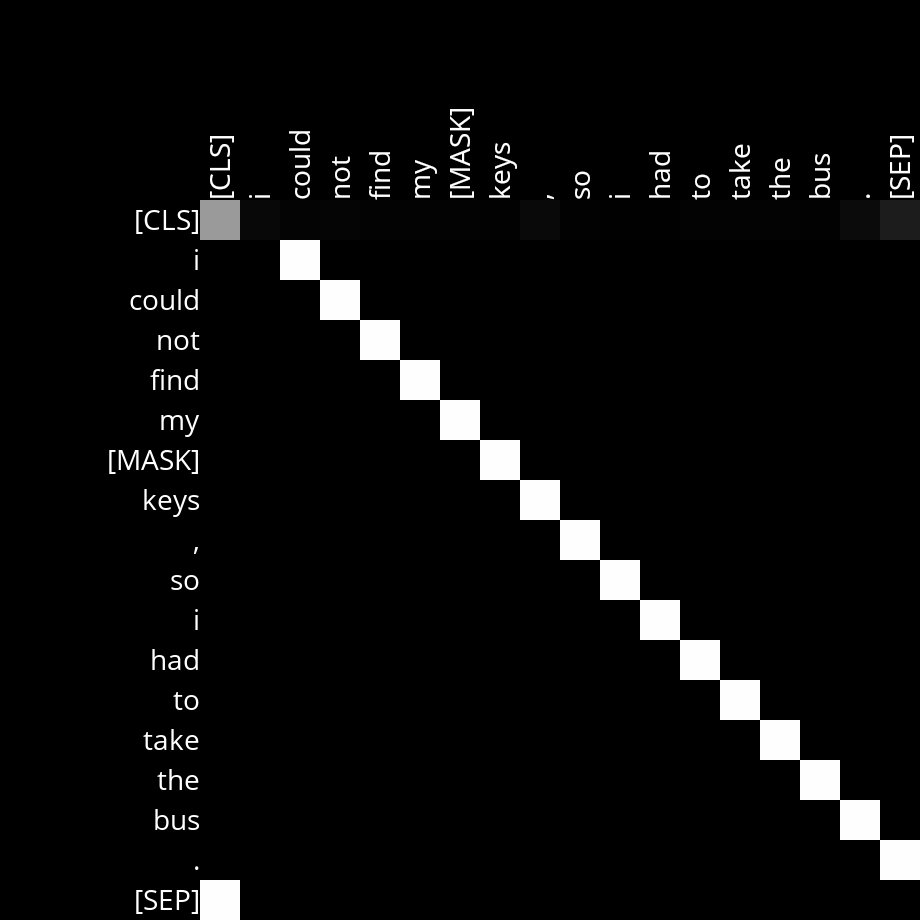 [CLS] i could not find my [MASK] keys , so i had to take the bus . [SEP]
[CLS]
i
could
not
find
my
[MASK]
keys
,
so
i
had
to
take
the
bus
.
[SEP]